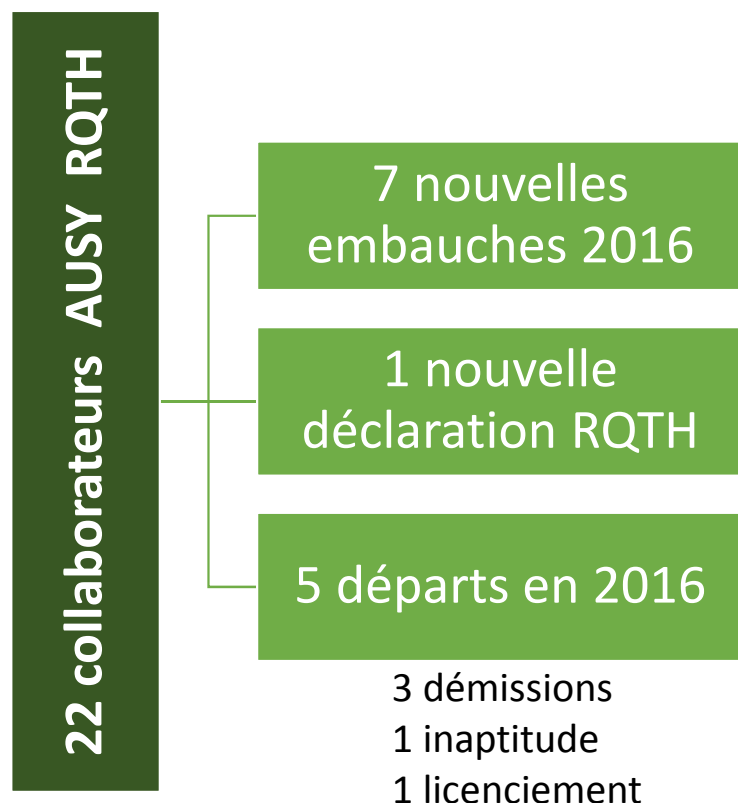 22 collaborateurs AUSY RQTH
7 nouvelles
embauches 2016
1 nouvelle
déclaration RQTH
5 départs en 2016
3 démissions
1 inaptitude
1 licenciement